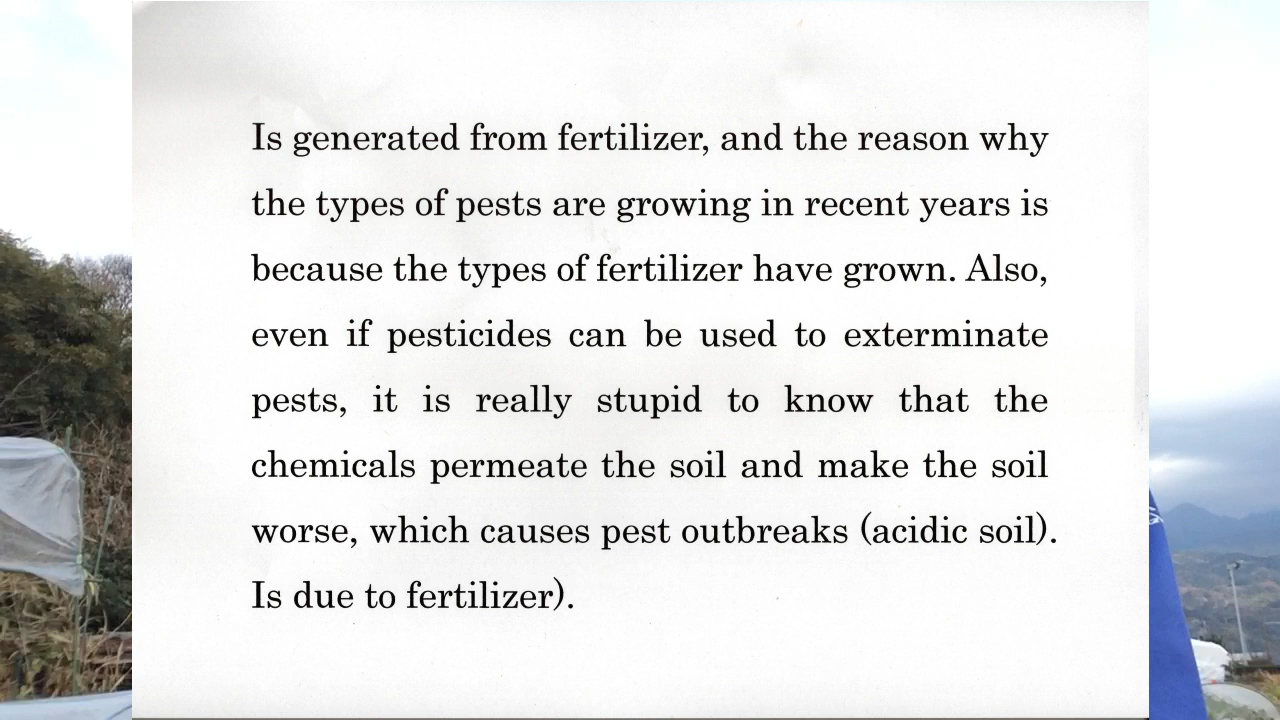 Is generated from fertilizer, and the reason why
the types of pests are growing in recent years is
because the types of fertilizer have grown. Also,
even if pesticides can be used to exterminate
pests, it is really stupid to know that the
chemicals permeate the soil and make the soil
worse, which causes pest outbreaks (acidic soil).
Is due to fertilizer).